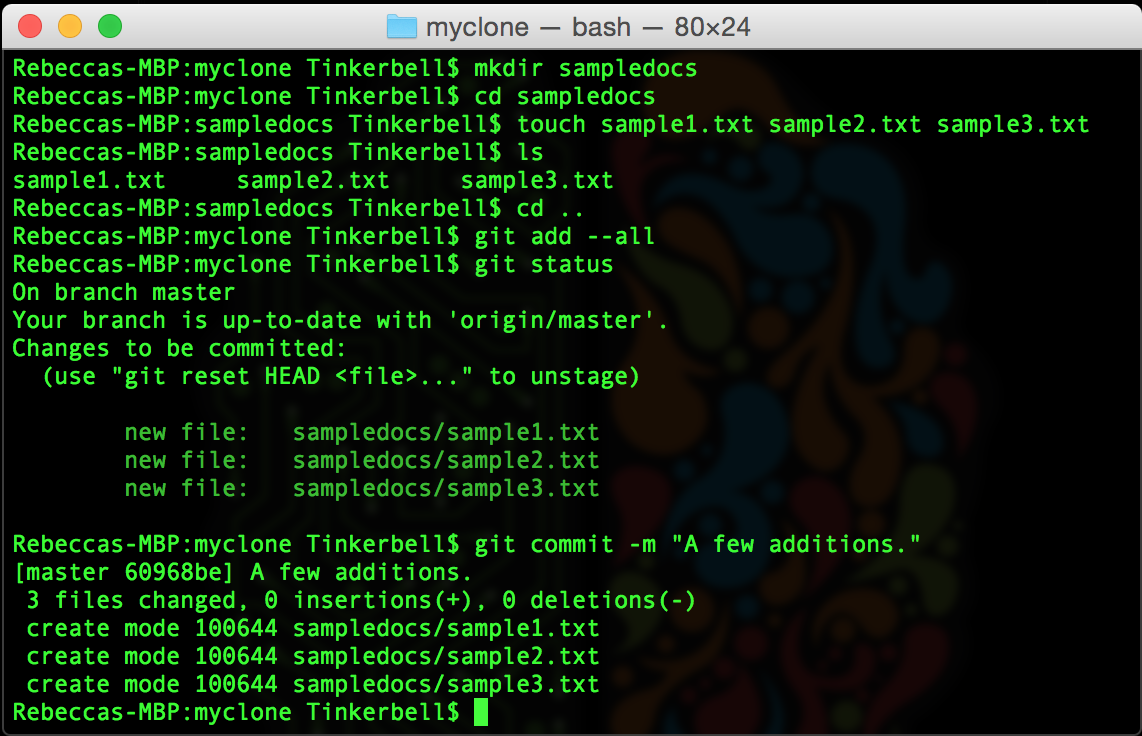 myclone — bash — 80×24
Rebeccas-MBP:myclone Tinkerbell$ mkdir sampledocs
Rebeccas-MBP:myclone Tinkerbell$ cd sampledocs
Rebeccas-MBP:sampledocs Tinkerbell$ touch sample1.txt sample2.txt sample3.txt
Rebeccas-MBP:sampledocs Tinkerbell$ ls
sample1.txt     sample2.txt     sample3.txt
Rebeccas-MBP:sampledocs Tinkerbell$ cd ..
Rebeccas-MBP:myclone Tinkerbell$ git add --all
Rebeccas-MBP:myclone Tinkerbell$ git status
On branch master
Your branch is up-to-date with 'origin/master'.
Changes to be committed:
  (use "git reset HEAD <file>..." to unstage)
        new file:   sampledocs/sample1.txt
        new file:   sampledocs/sample2.txt
        new file:   sampledocs/sample3.txt
Rebeccas-MBP:myclone Tinkerbell$ git commit -m "A few additions."
[master 60968be] A few additions.
 3 files changed, 0 insertions(+), 0 deletions(-)
 create mode 100644 sampledocs/sample1.txt
 create mode 100644 sampledocs/sample2.txt
 create mode 100644 sampledocs/sample3.txt
Rebeccas-MBP:myclone Tinkerbell$